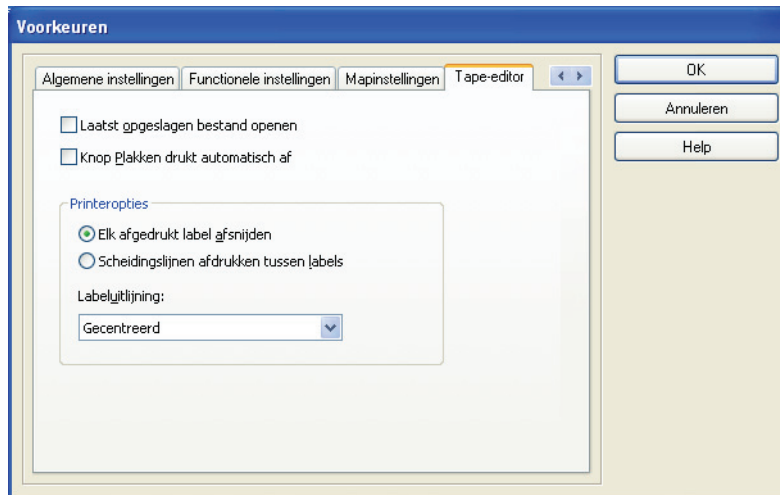 Voorkeuren
Algemene instellingen Functionele instellingen Mapinstellingen Tape-editor
OK
Annuleren
Help
Laatst opgeslagen bestand openen
Knop Plakken drukt automatisch af
Printeropties
Elk afgedrukt label afsnijden
Scheidingslijnen afdrukken tussen labels
Labeluitlijning:
Gecentreerd